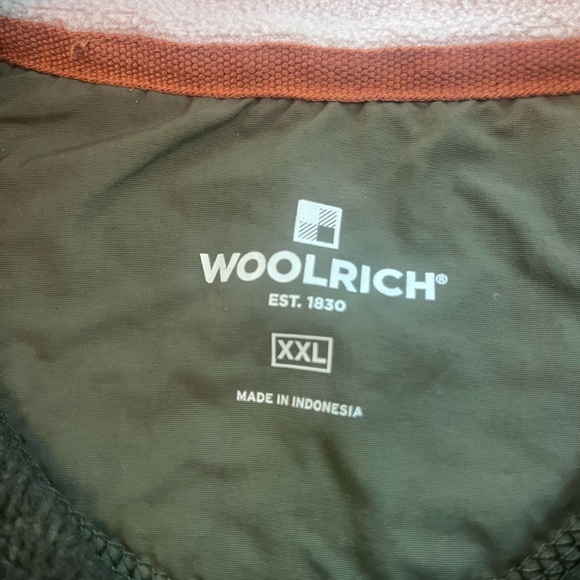 WOOLRICH®
EST. 1830
XXL
MADE IN INDONESIA